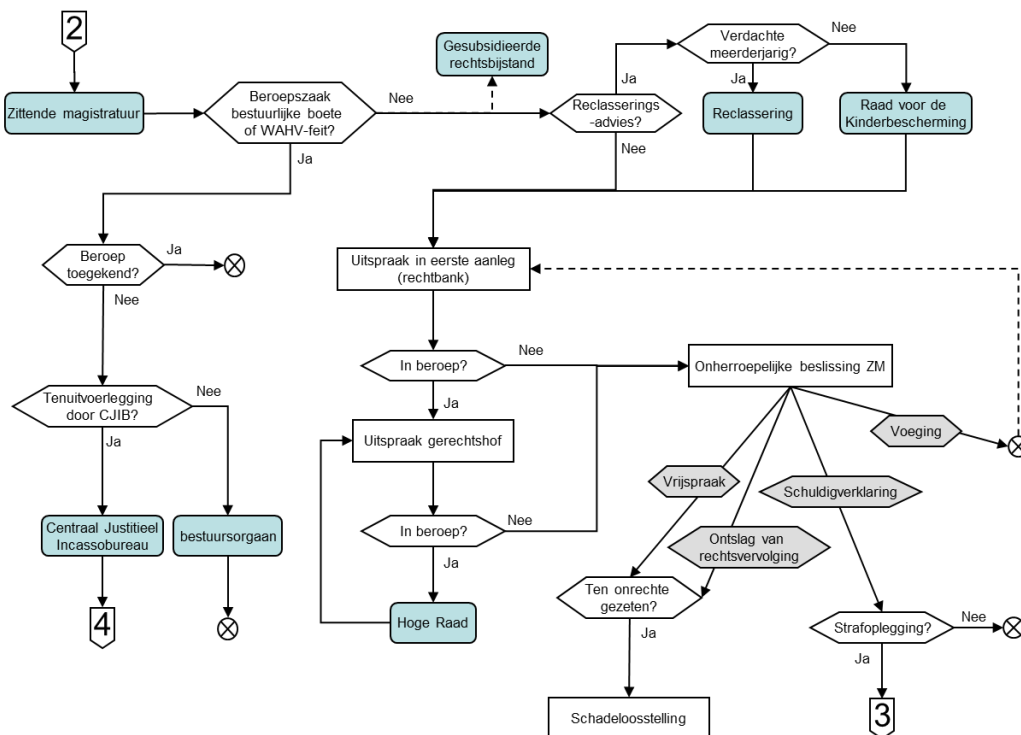 2
Zittende magistratuur
Beroepszaak
bestuurlijke boete
of WAHV-feit?
Nee
Ja
Gesubsidieerde
rechtsbijstand
Reclasserings
-advies?
Ja
Nee
Verdachte
meerderjarig?
Nee
Ja
Reclassering
Raad voor de
Kinderbescherming
Beroep
toegekend?
Ja
Nee
Uitspraak in eerste aanleg
(rechtbank)
In beroep?
Nee
Ja
Onherroepelijke beslissing ZM
Tenuitvoerlegging
door CJIB?
Nee
Ja
Uitspraak gerechtshof
Voeging
Vrijspraak
Schuldigverklaring
Centraal Justitieel
Incassobureau
bestuursorgaan
In beroep?
Nee
Ja
Ontslag van
rechtsvervolging
Ten onrechte
gezeten?
Ja
4
Hoge Raad
Strafoplegging?
Nee
Ja
Schadeloosstelling
3